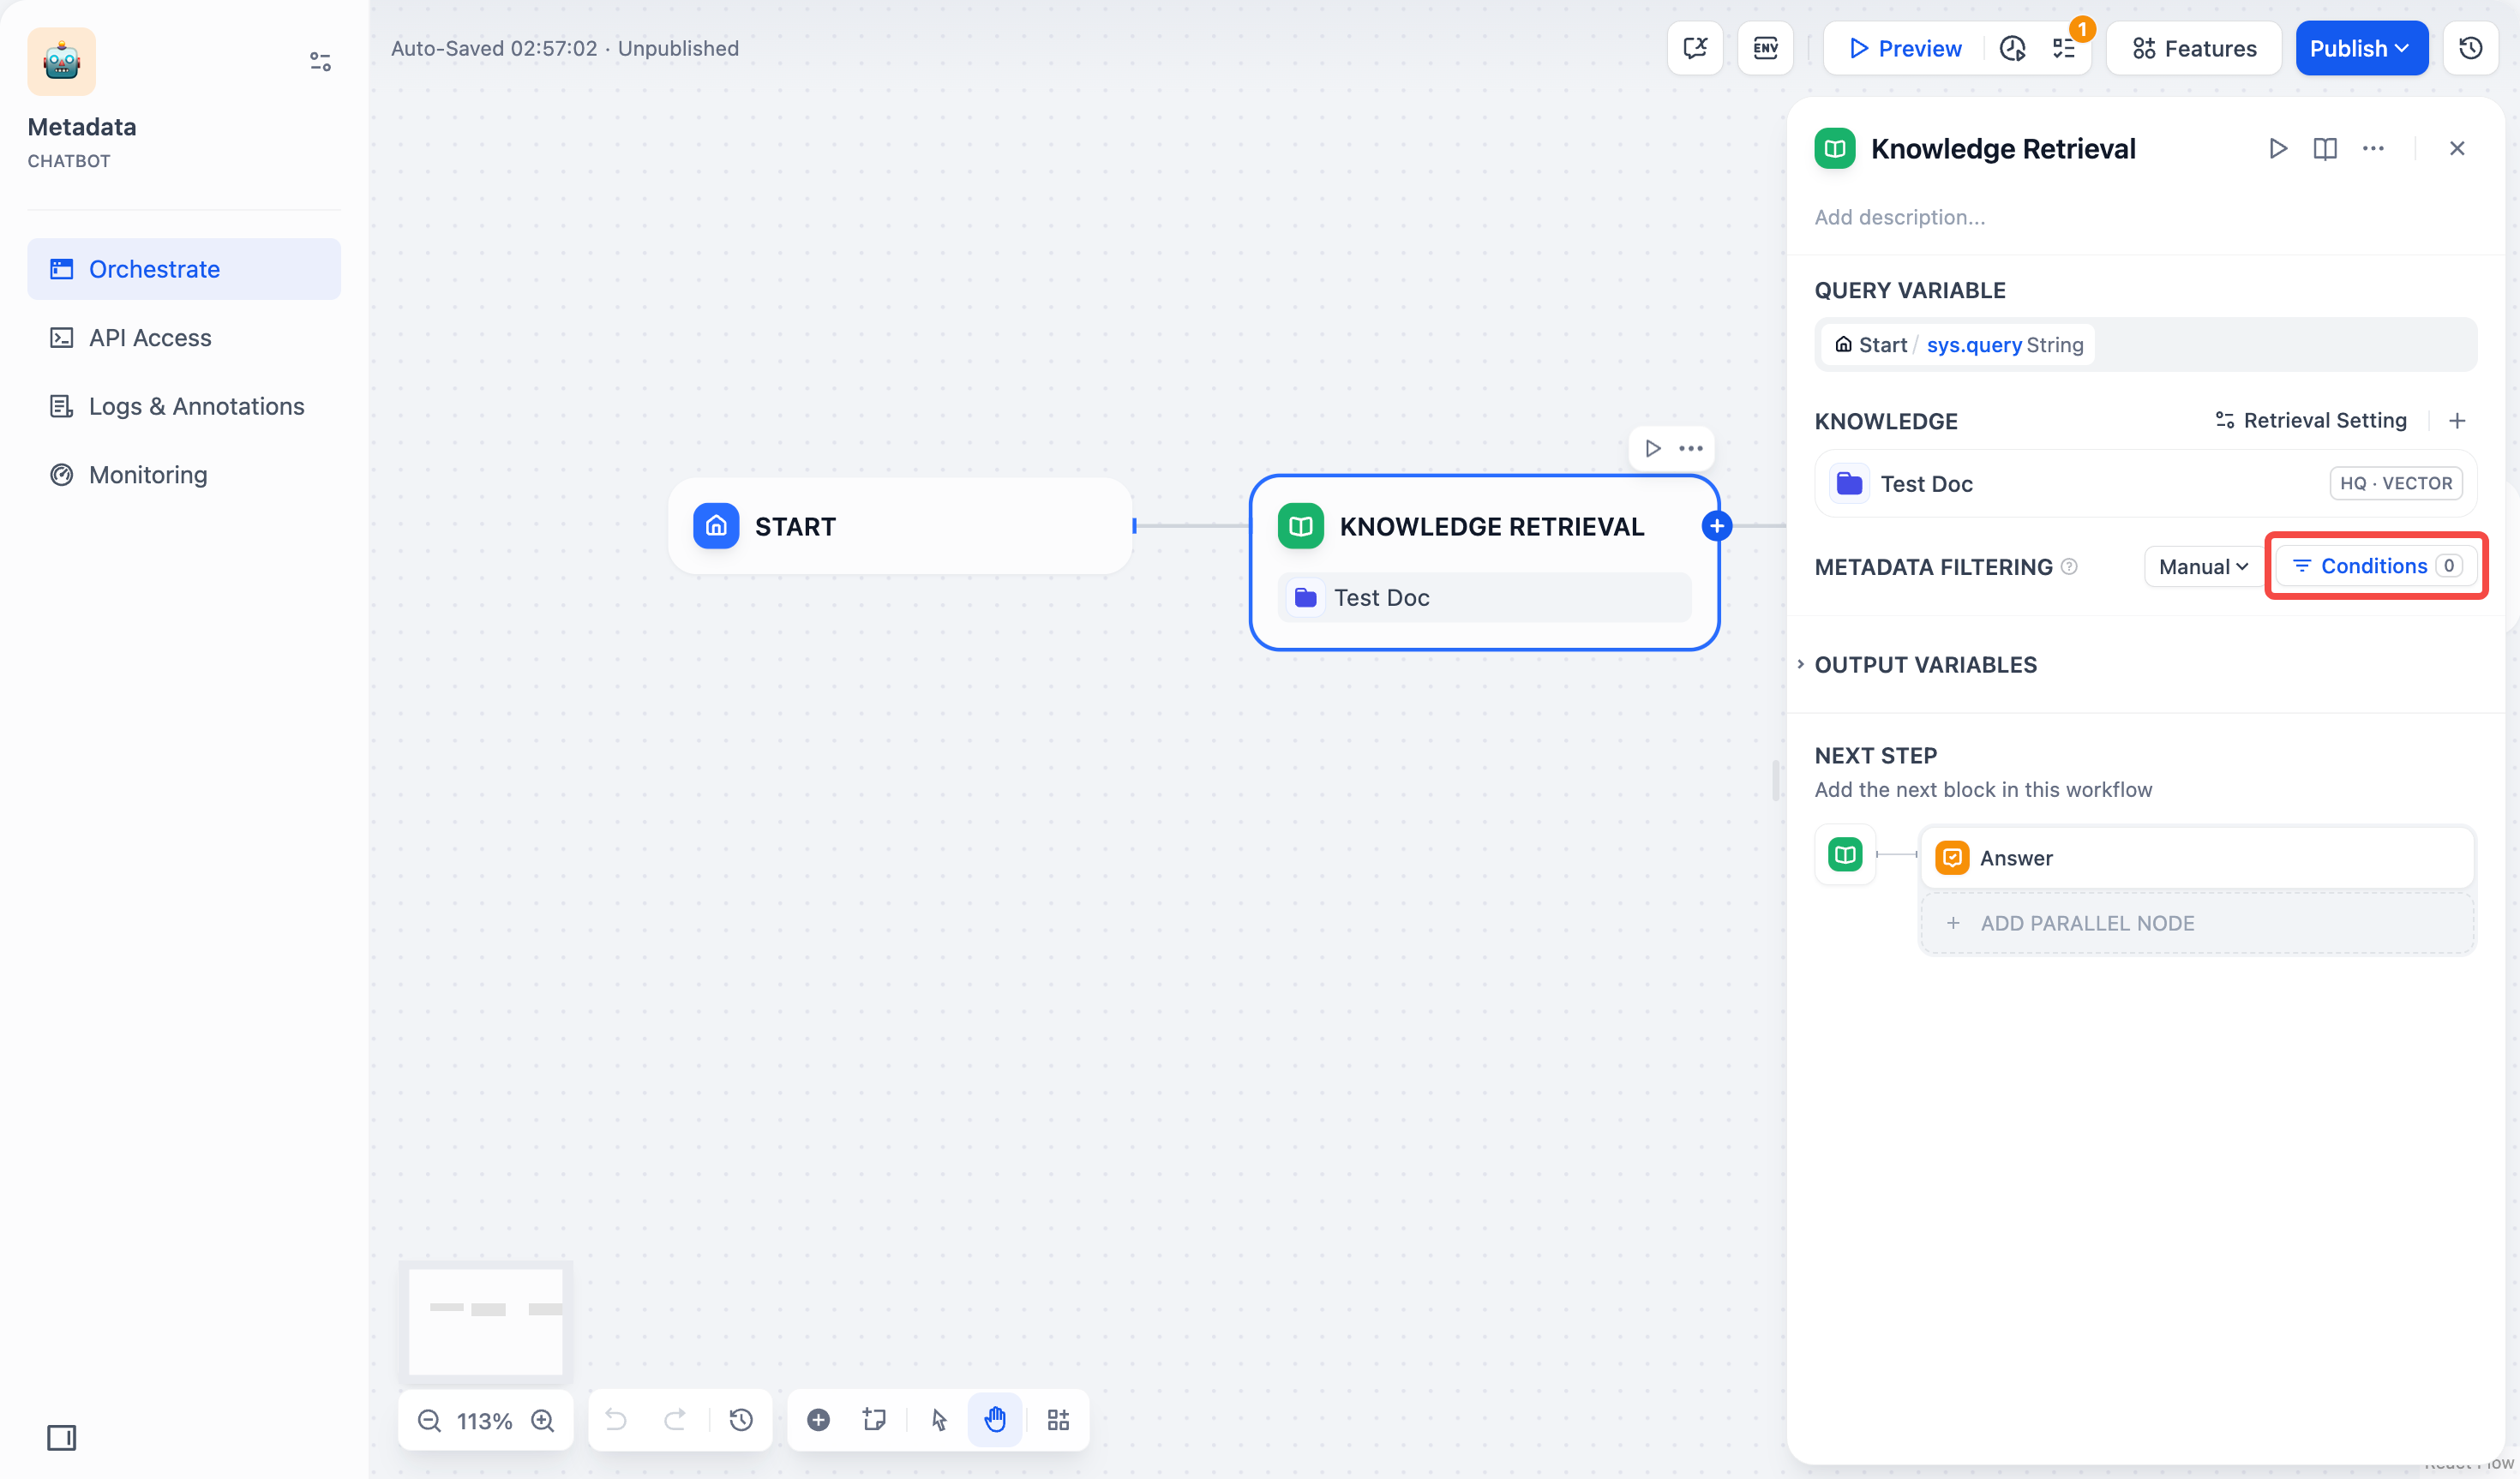 Metadata
CHATBOT
Orchestrate
API Access
Logs & Annotations
Monitoring
Auto-Saved 02:57:02 · Unpublished
ENV
Preview
1
Features
Publish
START
KNOWLEDGE RETRIEVAL
Test Doc
113%
Knowledge Retrieval
Add description...
QUERY VARIABLE
Start / sys.query String
KNOWLEDGE
Retrieval Setting
Test Doc
HQ · VECTOR
METADATA FILTERING
Manual
Conditions 0
OUTPUT VARIABLES
NEXT STEP
Add the next block in this workflow
Answer
+ ADD PARALLEL NODE
React Flow